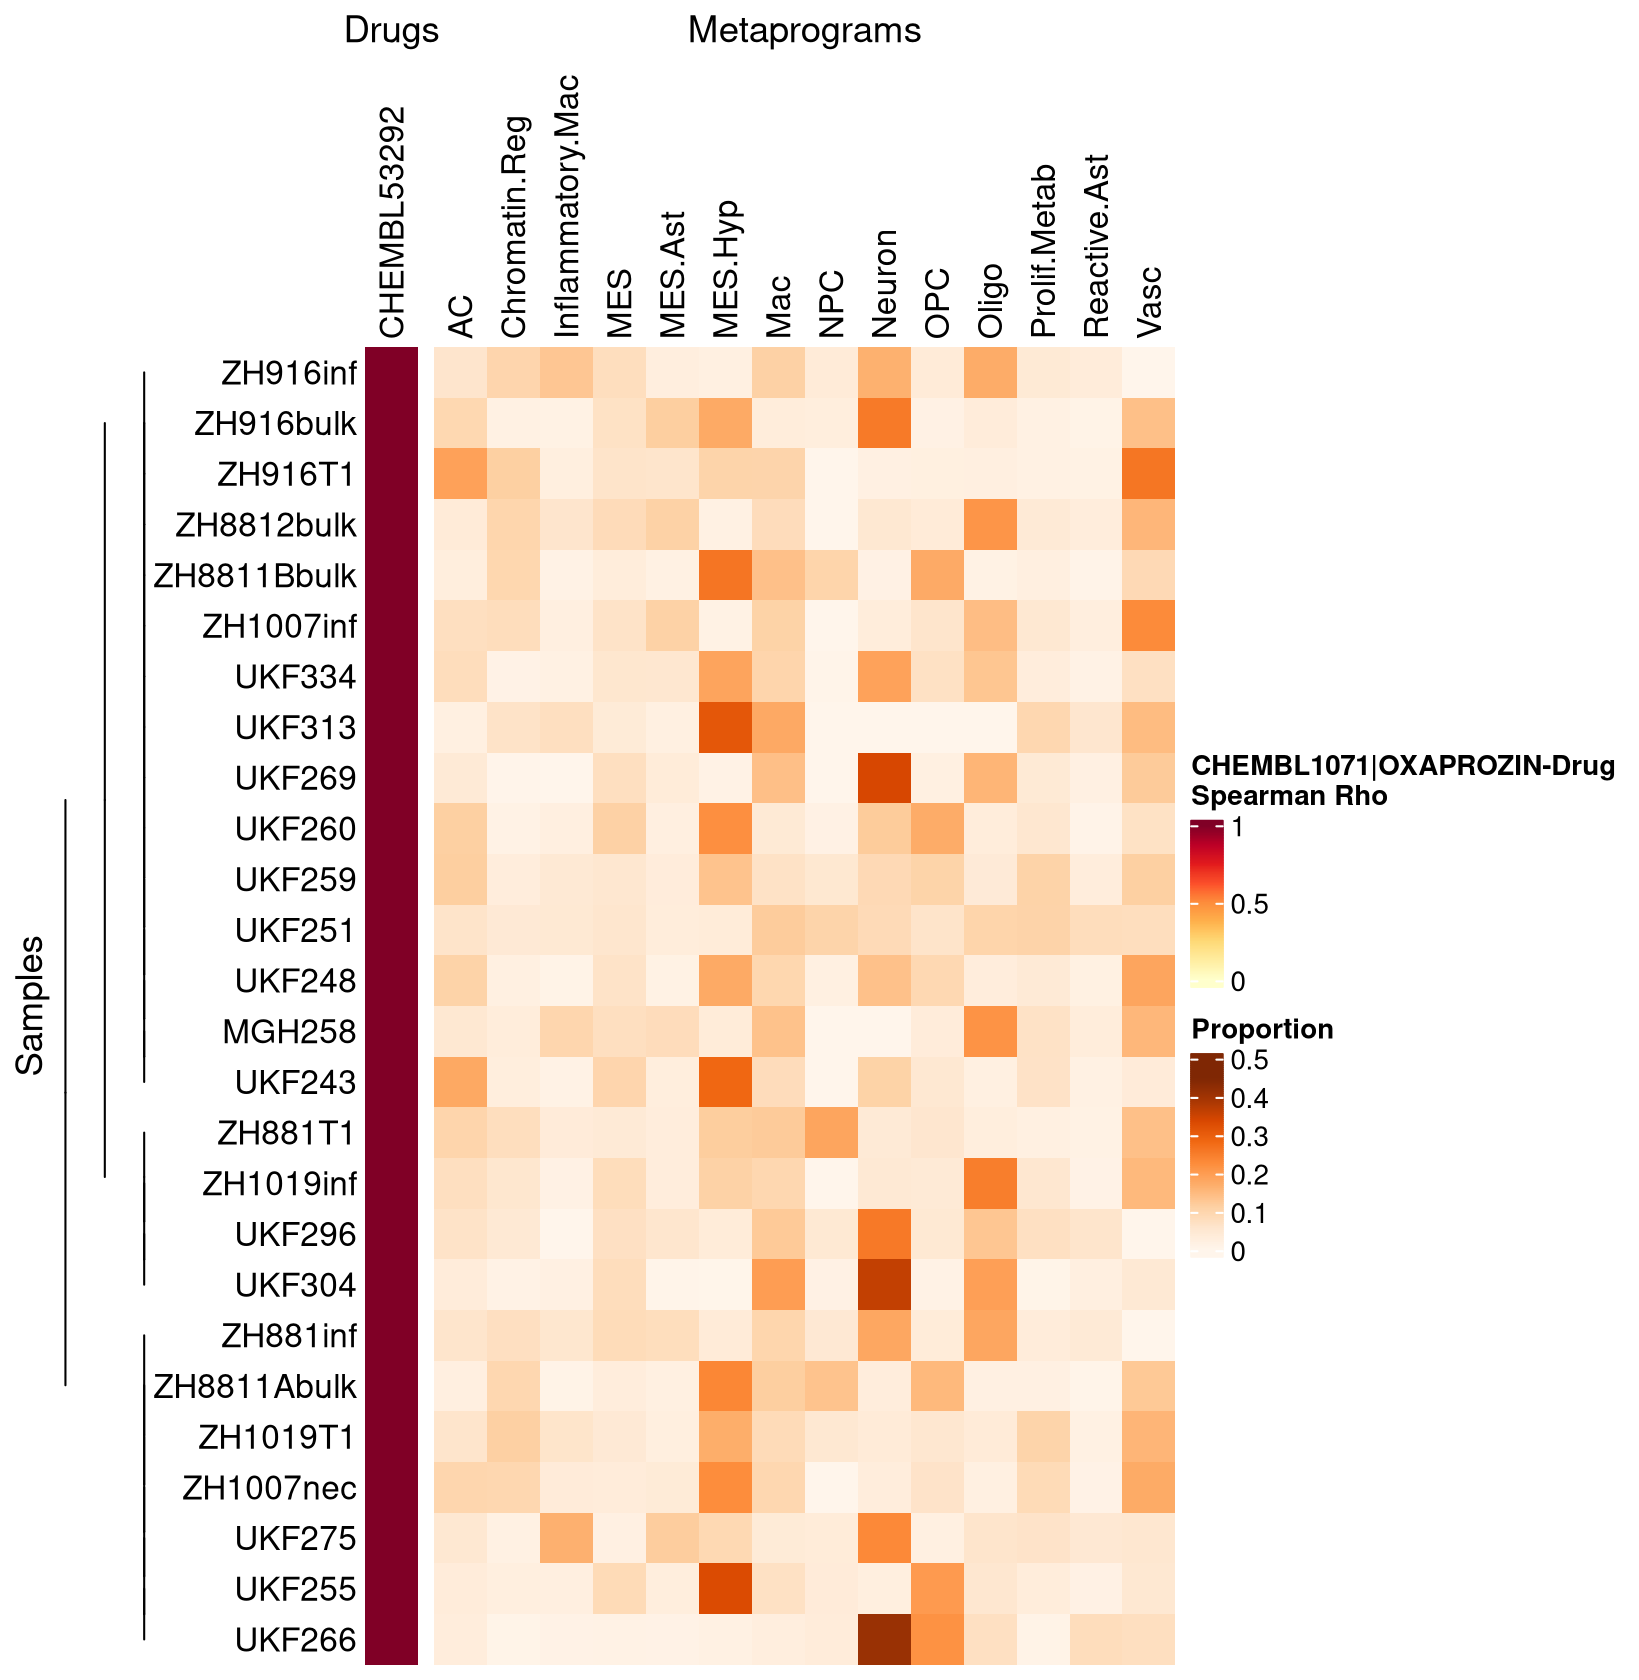 Drugs
Metaprograms
CHEMBL53292
AC
Chromatin.Reg
Inflammatory.Mac
MES
MES.Ast
MES.Hyp
Mac
NPC
Neuron
OPC
Oligo
Prolif.Metab
Reactive.Ast
Vasc
Samples
ZH916inf
ZH916bulk
ZH916T1
ZH8812bulk
ZH8811Bbulk
ZH1007inf
UKF334
UKF313
UKF269
UKF260
UKF259
UKF251
UKF248
MGH258
UKF243
ZH881T1
ZH1019inf
UKF296
UKF304
ZH881inf
ZH8811Abulk
ZH1019T1
ZH1007nec
UKF275
UKF255
UKF266
CHEMBL1071|OXAPROZIN-Drug
Spearman Rho
1
0.5
0
Proportion
0.5
0.4
0.3
0.2
0.1
0